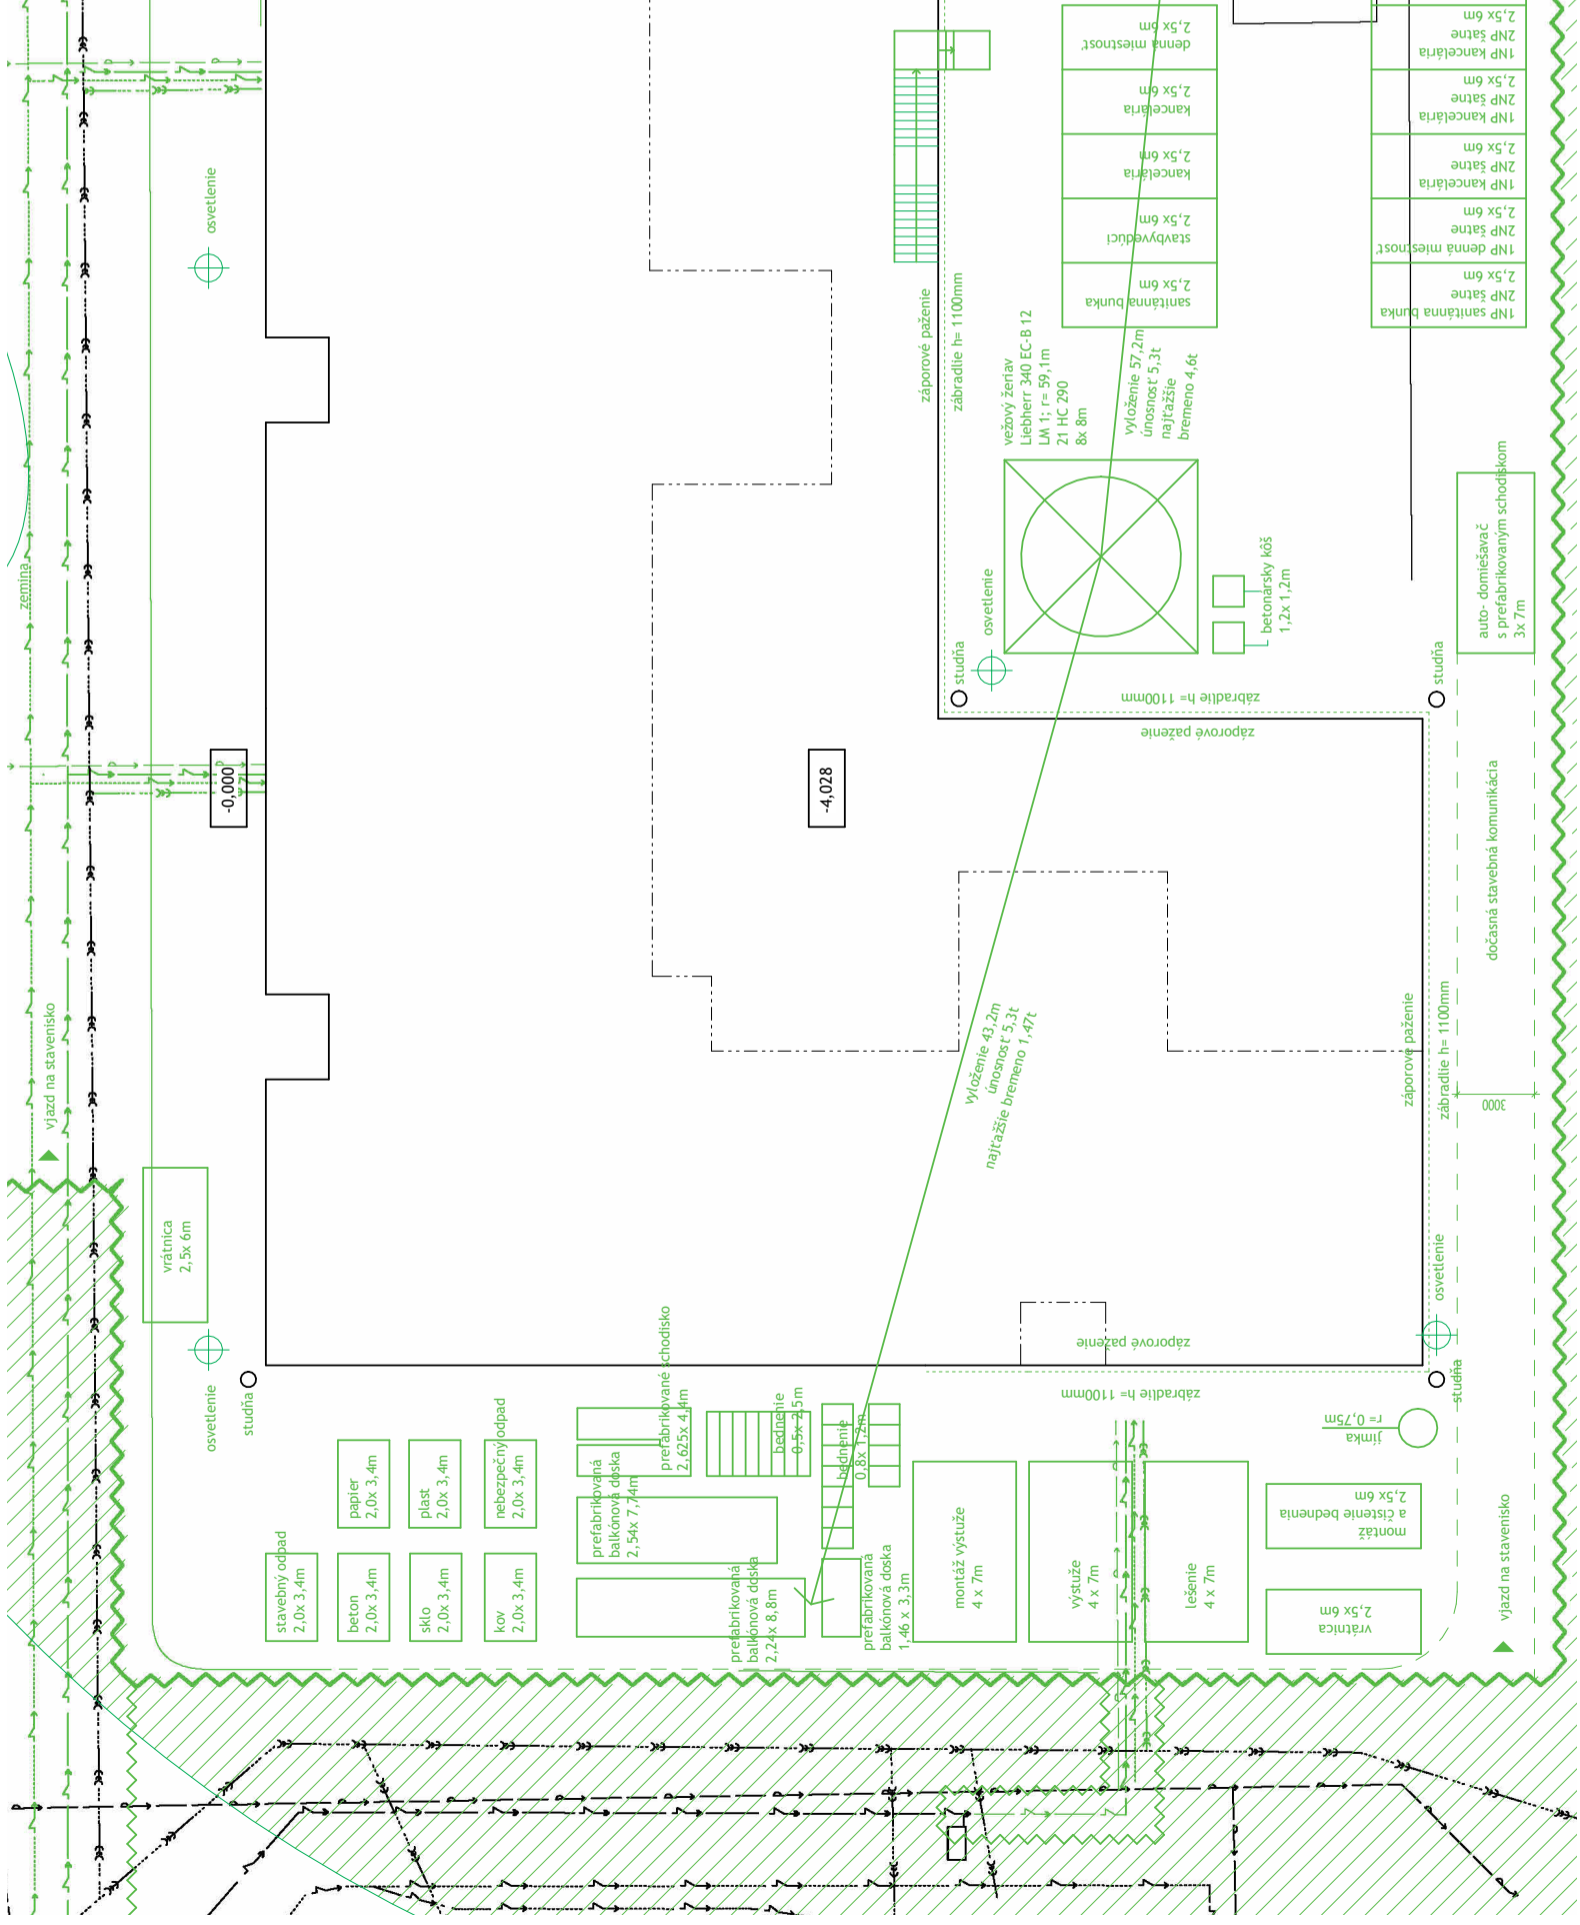 denná miestnosť
2,5x 6m
kancelária
2,5x 6m
kancelária
2,5x 6m
stavbyvedúci
2,5x 6m
sanitánna bunka
2,5x 6m
1NP kancelária
2NP šatne
2,5x 6m
1NP kancelária
2NP šatne
2,5x 6m
1NP kancelária
2NP šatne
2,5x 6m
1NP denná miestnosť
2NP šatne
2,5x 6m
1NP sanitánna bunka
2NP šatne
2,5x 6m
osvetlenie
záporové paženie
zábradlie h= 1100mm
vežový žeriav
Liebherr 340 EC-B 12
LM 1; r= 59,1m
21 HC 290
8x 8m
vyloženie 57,2m
únosnosť 5,3t
najťažšie
bremeno 4,6t
zemina
osvetlenie
studňa
betonársky kôš
1,2x 1,2m
auto- domiešavač
s prefabrikovaným schodiskom
3x 7m
studňa
zábradlie h= 1100mm
záporové paženie
-0,000
-4,028
dočasná stavebná komunikácia
vjazd na stavenisko
vyloženie 43,2m
únosnosť 5,3t
najťažšie bremeno 1,47t
záporové paženie
zábradlie h= 1100mm
3000
vrátnica
2,5x 6m
osvetlenie
záporové paženie
zábradlie h= 1100mm
studňa
osvetlenie
studňa
prefabrikované schodisko
2,625x 4,4m
bednenie
0,5x 2,5m
bednenie
0,8x 1,2m
jímka
r= 0,75m
papier
2,0x 3,4m
plast
2,0x 3,4m
nebezpečný odpad
2,0x 3,4m
prefabrikovaná
balkónová doska
2,54x 7,74m
montáž
a čistenie bednenia
2,5x 6m
stavebný odpad
2,0x 3,4m
beton
2,0x 3,4m
sklo
2,0x 3,4m
kov
2,0x 3,4m
prefabrikovaná
balkónová doska
2,24x 8,8m
prefabrikovaná
balkónová doska
1,46 x 3,3m
montáž výstuže
4 x 7m
výstuže
4 x 7m
lešenie
4 x 7m
vrátnica
2,5x 6m
vjazd na stavenisko